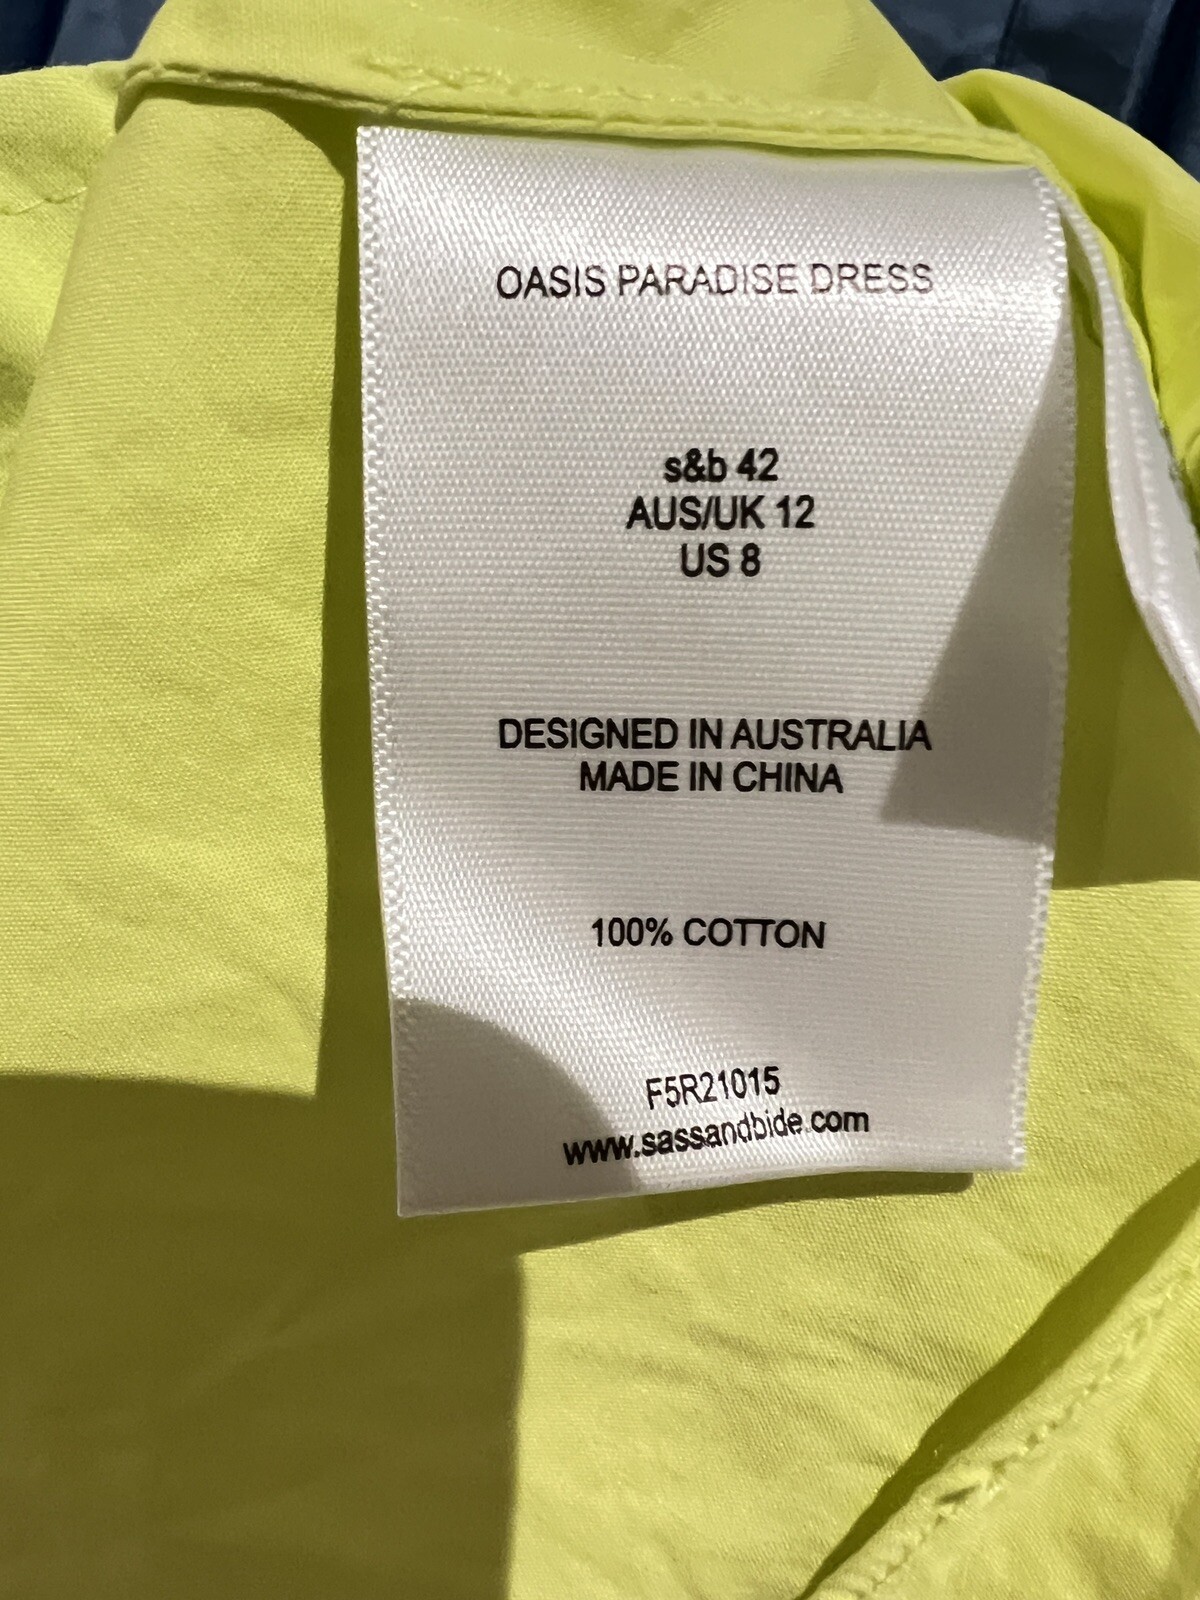 OASIS PARADISE DRESS
s&b 42
AUS/UK 12
US 8
DESIGNED IN AUSTRALIA
MADE IN CHINA
100% COTTON
F5R21015
www.sassandbide.com